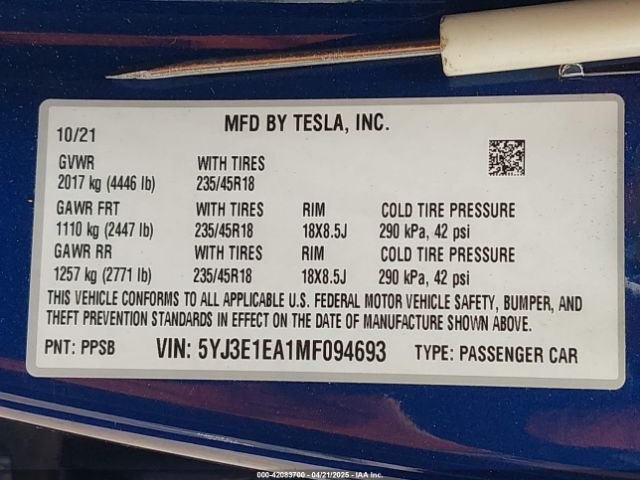 MFD BY TESLA, INC.
10/21
GVWR WITH TIRES
2017 kg (4446 lb) 235/45R18
GAWR FRT WITH TIRES RIM COLD TIRE PRESSURE
1110 kg (2447 lb) 235/45R18 18X8.5J 290 kPa, 42 psi
GAWR RR WITH TIRES RIM COLD TIRE PRESSURE
1257 kg (2771 lb) 235/45R18 18X8.5J 290 kPa, 42 psi
THIS VEHICLE CONFORMS TO ALL APPLICABLE U.S. FEDERAL MOTOR VEHICLE SAFETY, BUMPER, AND
THEFT PREVENTION STANDARDS IN EFFECT ON THE DATE OF MANUFACTURE SHOWN ABOVE.
PNT: PPSB VIN: 5YJ3E1EA1MF094693 TYPE: PASSENGER CAR
000-42083700 - 04/21/2025 - IAA, Inc.